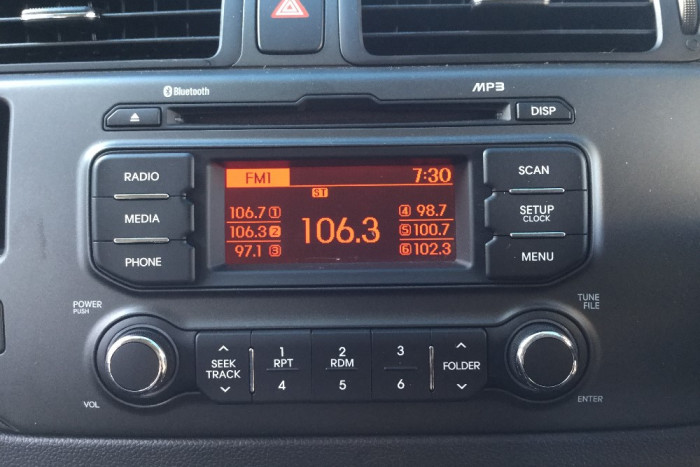 Bluetooth
MP3
DISP
RADIO
MEDIA
PHONE
FM1
7:30
ST
106.7 1
106.3 2
97.1 3
106.3
4 98.7
5 100.7
6 102.3
SCAN
SETUP
CLOCK
MENU
POWER
PUSH
VOL
SEEK
TRACK
1
RPT
4
2
RDM
5
3
6
FOLDER
TUNE
FILE
ENTER